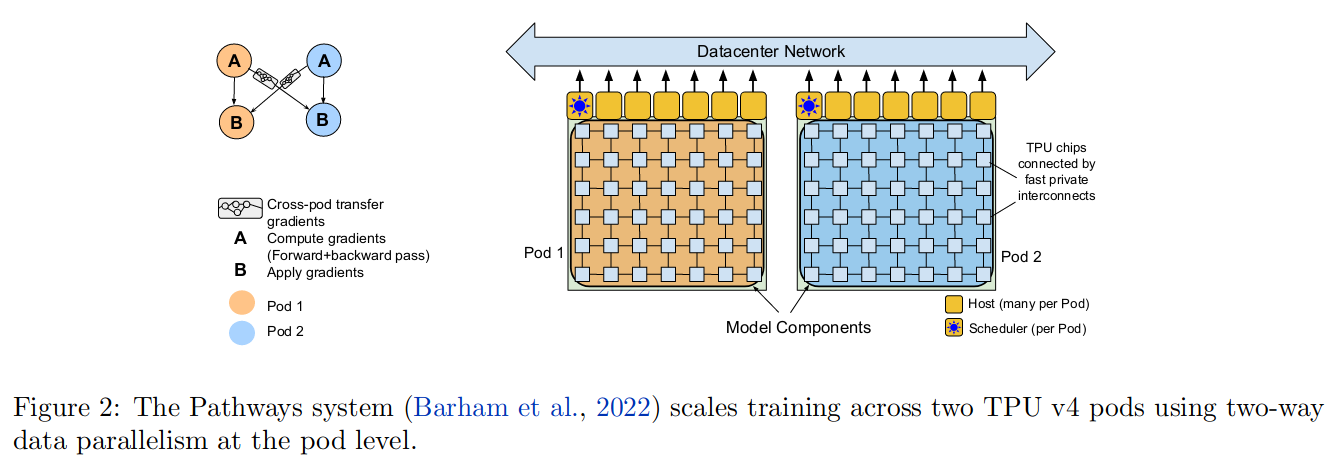 A
A
B
B
Cross-pod transfer
gradients
A
Compute gradients
(Forward+backward pass)
B
Apply gradients
Pod 1
Pod 2
Datacenter Network
TPU chips
connected by
fast private
interconnects
Pod 1
Pod 2
Model Components
Host (many per Pod)
Scheduler (per Pod)
Figure 2: The Pathways system (Barham et al., 2022) scales training across two TPU v4 pods using two-way
data parallelism at the pod level.